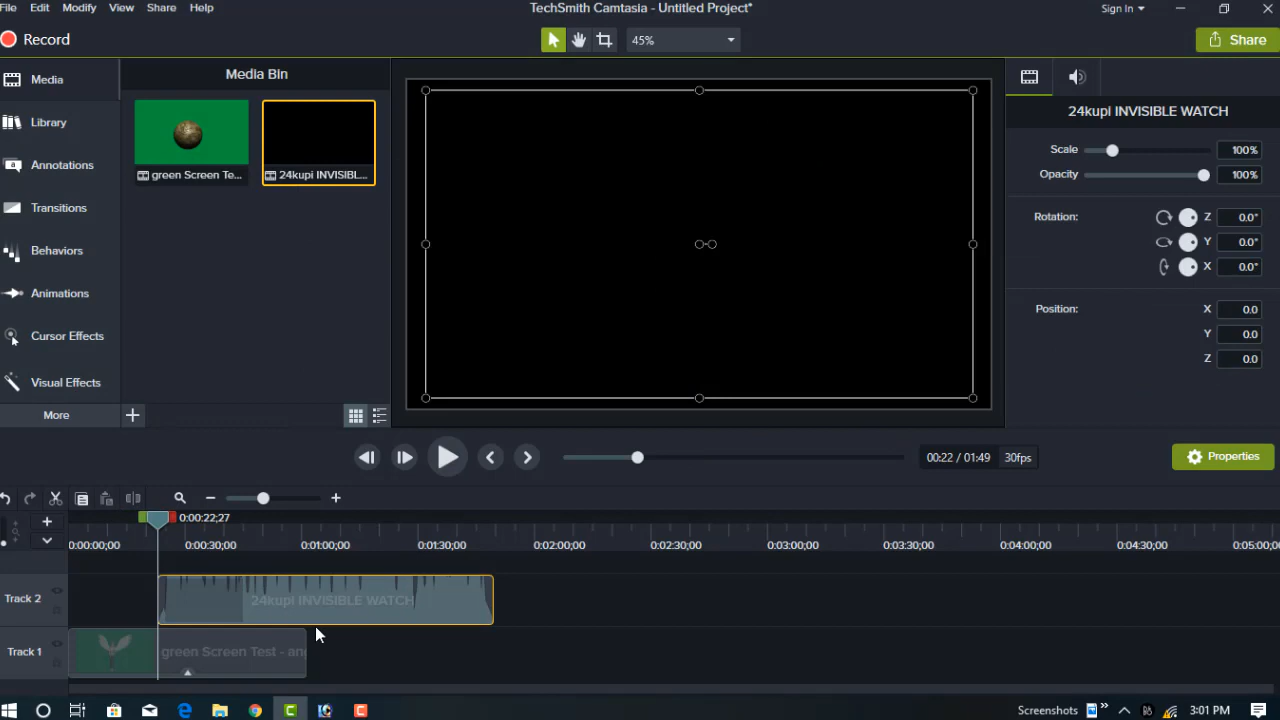 File Edit Modify View Share Help
TechSmith Camtasia - Untitled Project*
Sign In
Record
45%
Share
Media
Library
Annotations
Transitions
Behaviors
Animations
Cursor Effects
Visual Effects
More
Media Bin
green Screen Te...
24kupi INVISIBL...
24kupi INVISIBLE WATCH
Scale 100%
Opacity 100%
Rotation: Z 0.0°
Y 0.0°
X 0.0°
Position: X 0.0
Y 0.0
Z 0.0
00:22 / 01:49 30fps
Properties
0:00:22;27
0:00:00;00 0:00:30;00 0:01:00;00 0:01:30;00 0:02:00;00 0:02:30;00 0:03:00;00 0:03:30;00 0:04:00;00 0:04:30;00 0:05:00;0
Track 2
24kupi INVISIBLE WATCH
Track 1
green Screen Test - ang
Screenshots
3:01 PM